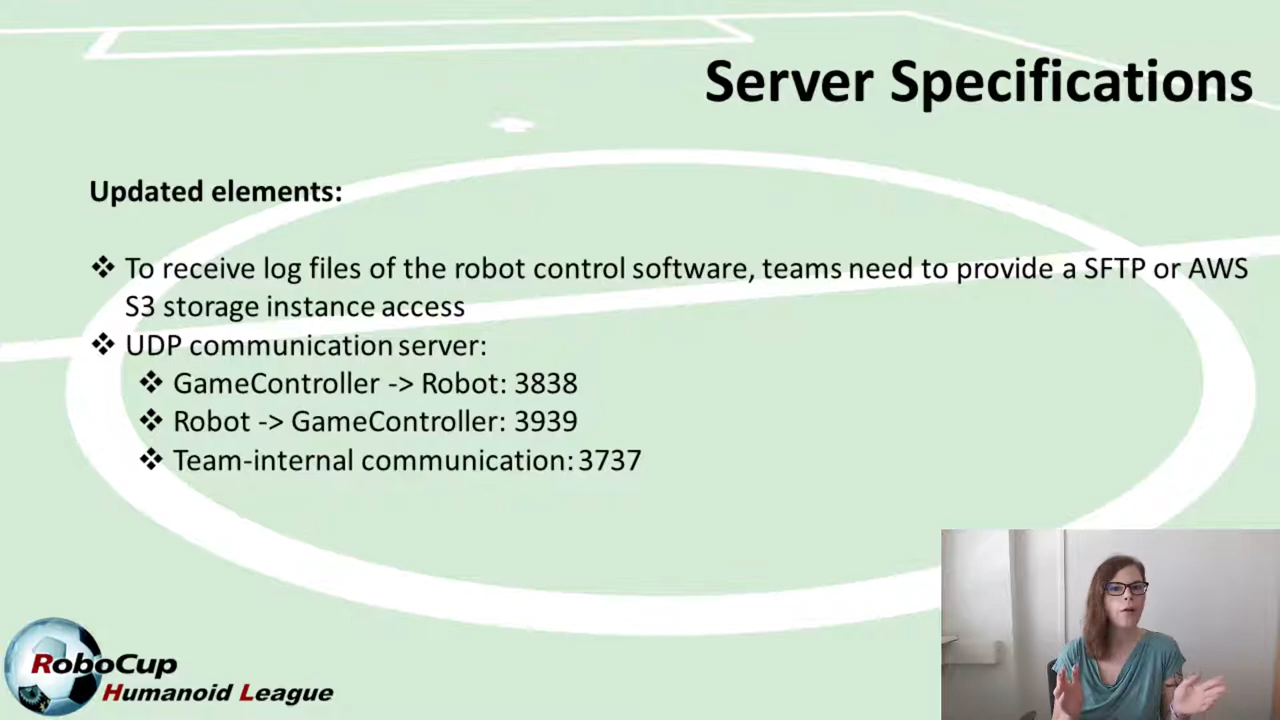 Server Specifications
Updated elements:
❖ To receive log files of the robot control software, teams need to provide a SFTP or AWS
S3 storage instance access
❖ UDP communication server:
❖ GameController -> Robot: 3838
❖ Robot -> GameController: 3939
❖ Team-internal communication: 3737
RoboCup
Humanoid League